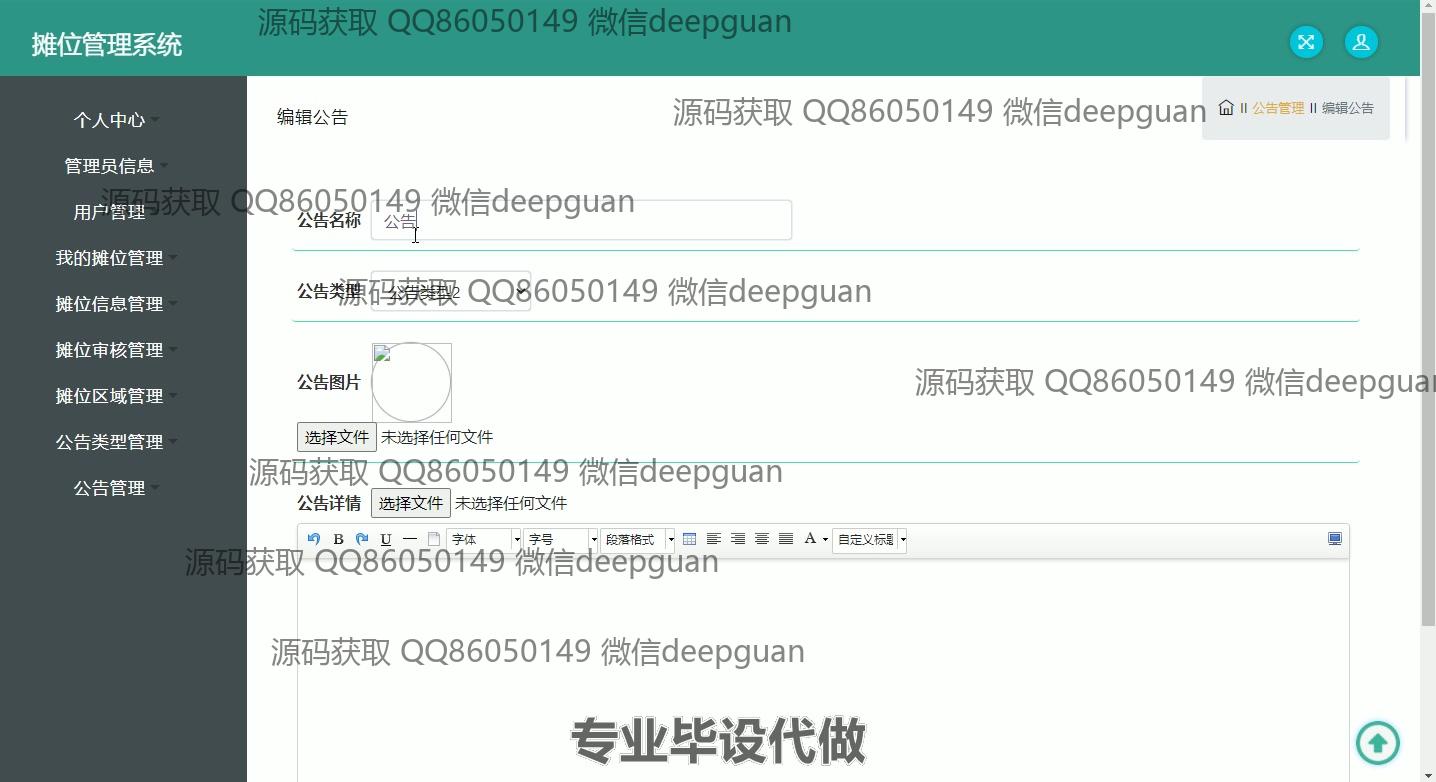 源码获取 QQ86050149 微信deepguan
摊位管理系统
个人中心
管理员信息
用户管理
我的摊位管理
摊位信息管理
摊位审核管理
摊位区域管理
公告类型管理
公告管理
编辑公告
源码获取 QQ86050149 微信deepguan
II 公告管理 II 编辑公告
源码获取 QQ86050149 微信deepguan
公告名称 公告
公告类型 公告类型2
源码获取 QQ86050149 微信deepguan
公告图片
源码获取 QQ86050149 微信deepguan
选择文件 未选择任何文件
源码获取 QQ86050149 微信deepguan
公告详情 选择文件 未选择任何文件
B U 字体 字号 段落格式 A 自定义标题
源码获取 QQ86050149 微信deepguan
源码获取 QQ86050149 微信deepguan
专业毕设代做